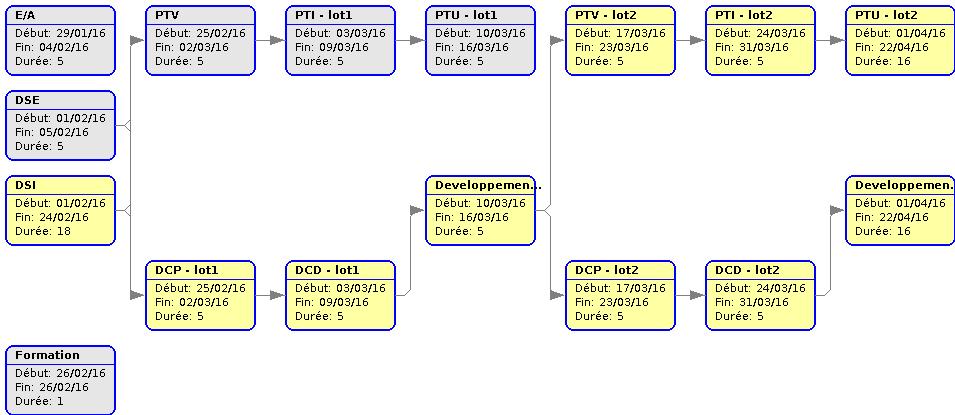 E/A
Début: 29/01/16
Fin: 04/02/16
Durée: 5
PTV
Début: 25/02/16
Fin: 02/03/16
Durée: 5
PTI - lot1
Début: 03/03/16
Fin: 09/03/16
Durée: 5
PTU - lot1
Début: 10/03/16
Fin: 16/03/16
Durée: 5
PTV - lot2
Début: 17/03/16
Fin: 23/03/16
Durée: 5
PTI - lot2
Début: 24/03/16
Fin: 31/03/16
Durée: 5
PTU - lot2
Début: 01/04/16
Fin: 22/04/16
Durée: 16
DSE
Début: 01/02/16
Fin: 05/02/16
Durée: 5
DSI
Début: 01/02/16
Fin: 24/02/16
Durée: 18
Developpemen...
Début: 10/03/16
Fin: 16/03/16
Durée: 5
Developpemen.
Début: 01/04/16
Fin: 22/04/16
Durée: 16
DCP - lot1
Début: 25/02/16
Fin: 02/03/16
Durée: 5
DCD - lot1
Début: 03/03/16
Fin: 09/03/16
Durée: 5
DCP - lot2
Début: 17/03/16
Fin: 23/03/16
Durée: 5
DCD - lot2
Début: 24/03/16
Fin: 31/03/16
Durée: 5
Formation
Début: 26/02/16
Fin: 26/02/16
Durée: 1